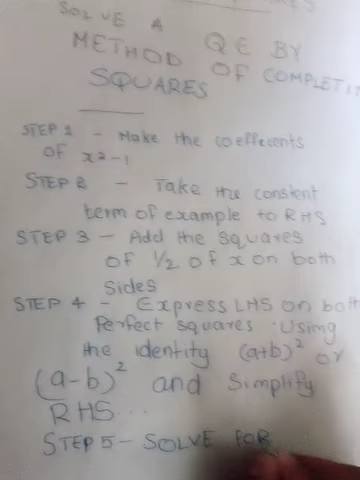 SOLVE A QE BY
METHOD OF COMPLETI
SQUARES
STEP 1 - Make the coeffecents
of x2-1
STEP 2 - Take the constent
term of example to RHS
STEP 3 - Add the squares
of 1/2 of x on both
sides
STEP 4 - Express LHS on both
Perfect squares Using
the identity (a+b)² or
(a-b)² and Simplify
RHS...
STEP 5 - SOLVE FOR